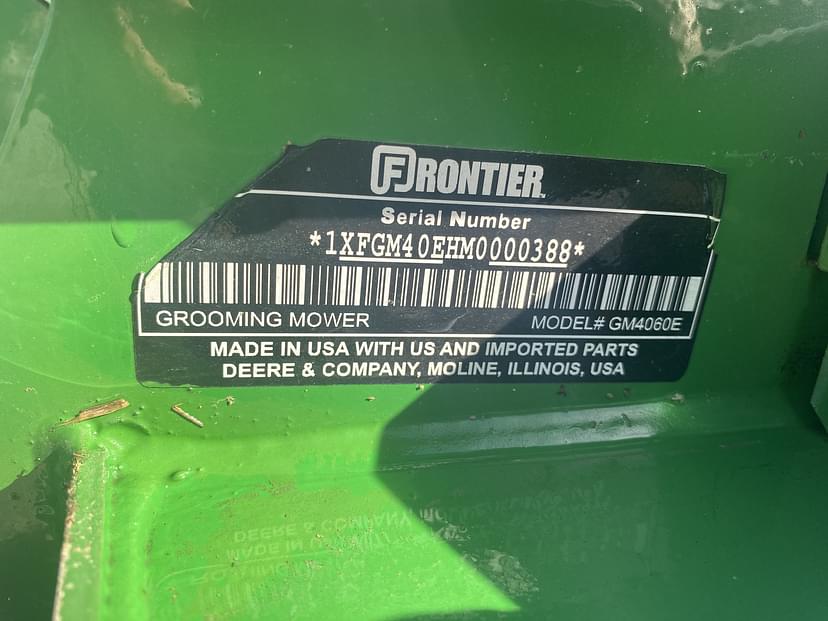 FRONTIER
Serial Number
*1XFGM40EHM0000388*
GROOMING MOWER MODEL# GM4060E
MADE IN USA WITH US AND IMPORTED PARTS
DEERE & COMPANY, MOLINE, ILLINOIS, USA